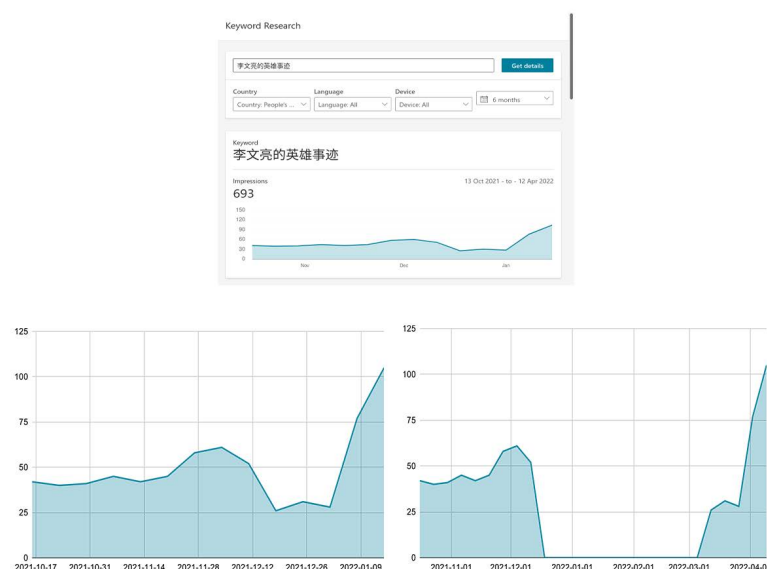 Keyword Research
李文亮的英雄事迹
Get details
Country
Language
Device
Country: People's ...
Language: All
Device: All
6 months
Keyword
李文亮的英雄事迹
Impressions
13 Oct 2021 - to - 12 Apr 2022
693
150
120
90
60
30
0
Nov
Dec
Jan
125
100
75
50
25
0
2021-10-17
2021-10-31
2021-11-14
2021-11-28
2021-12-12
2021-12-26
2022-01-09
125
100
75
50
25
0
2021-11-01
2021-12-01
2022-01-01
2022-02-01
2022-03-01
2022-04-0